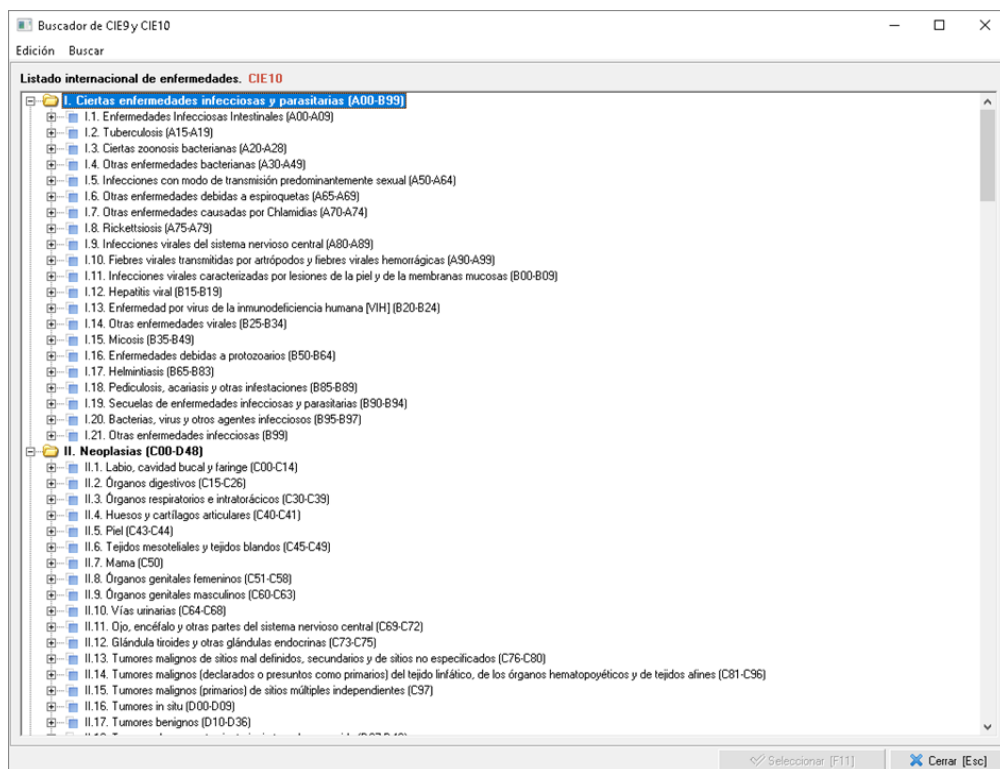 Buscador de CIE9 y CIE10
Edición Buscar
Listado internacional de enfermedades. CIE10
I. Ciertas enfermedades infecciosas y parasitarias (A00-B99)
I.1. Enfermedades Infecciosas Intestinales (A00-A09)
I.2. Tuberculosis (A15-A19)
I.3. Ciertas zoonosis bacterianas (A20-A28)
I.4. Otras enfermedades bacterianas (A30-A49)
I.5. Infecciones con modo de transmisión predominantemente sexual (A50-A64)
I.6. Otras enfermedades debidas a espiroquetas (A65-A69)
I.7. Otras enfermedades causadas por Chlamidias (A70-A74)
I.8. Rickettsiosis (A75-A79)
I.9. Infecciones virales del sistema nervioso central (A80-A89)
I.10. Fiebres virales transmitidas por artrópodos y fiebres virales hemorrágicas (A90-A99)
I.11. Infecciones virales caracterizadas por lesiones de la piel y de la membranas mucosas (B00-B09)
I.12. Hepatitis viral (B15-B19)
I.13. Enfermedad por virus de la inmunodeficiencia humana [VIH] (B20-B24)
I.14. Otras enfermedades virales (B25-B34)
I.15. Micosis (B35-B49)
I.16. Enfermedades debidas a protozoarios (B50-B64)
I.17. Helmintiasis (B65-B83)
I.18. Pediculosis, acariasis y otras infestaciones (B85-B89)
I.19. Secuelas de enfermedades infecciosas y parasitarias (B90-B94)
I.20. Bacterias, virus y otros agentes infecciosos (B95-B97)
I.21. Otras enfermedades infecciosas (B99)
II. Neoplasias (C00-D48)
II.1. Labio, cavidad bucal y faringe (C00-C14)
II.2. Órganos digestivos (C15-C26)
II.3. Órganos respiratorios e intratorácicos (C30-C39)
II.4. Huesos y cartílagos articulares (C40-C41)
II.5. Piel (C43-C44)
II.6. Tejidos mesoteliales y tejidos blandos (C45-C49)
II.7. Mama (C50)
II.8. Órganos genitales femeninos (C51-C58)
II.9. Órganos genitales masculinos (C60-C63)
II.10. Vías urinarias (C64-C68)
II.11. Ojo, encéfalo y otras partes del sistema nervioso central (C69-C72)
II.12. Glándula tiroides y otras glándulas endocrinas (C73-C75)
II.13. Tumores malignos de sitios mal definidos, secundarios y de sitios no especificados (C76-C80)
II.14. Tumores malignos (declarados o presuntos como primarios) del tejido linfático, de los órganos hematopoyéticos y de tejidos afines (C81-C96)
II.15. Tumores malignos (primarios) de sitios múltiples independientes (C97)
II.16. Tumores in situ (D00-D09)
II.17. Tumores benignos (D10-D36)
Seleccionar [F11] Cerrar [Esc]